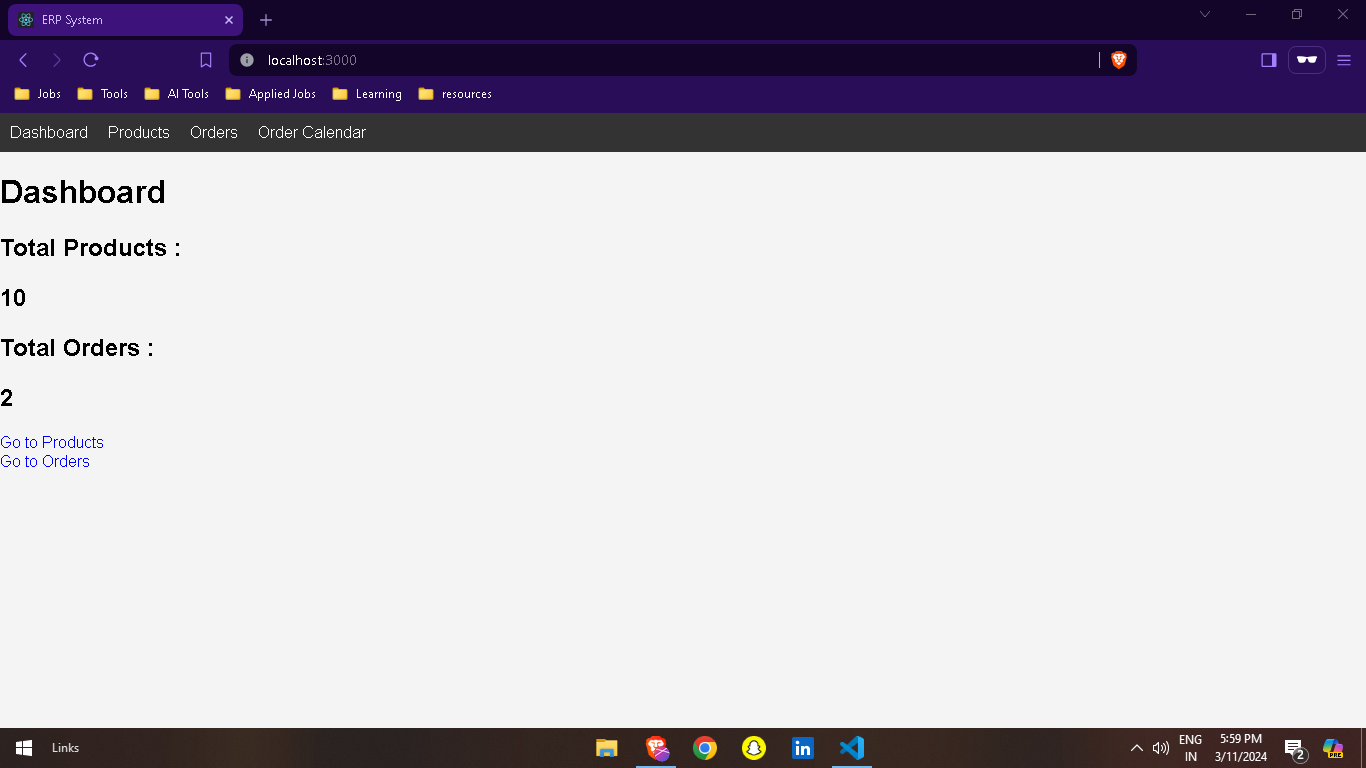 ERP System
localhost:3000
Jobs Tools AI Tools Applied Jobs Learning resources
Dashboard Products Orders Order Calendar
Dashboard
Total Products :
10
Total Orders :
2
Go to Products
Go to Orders
Links
in
ENG
IN
5:59 PM
3/11/2024
2
PRE